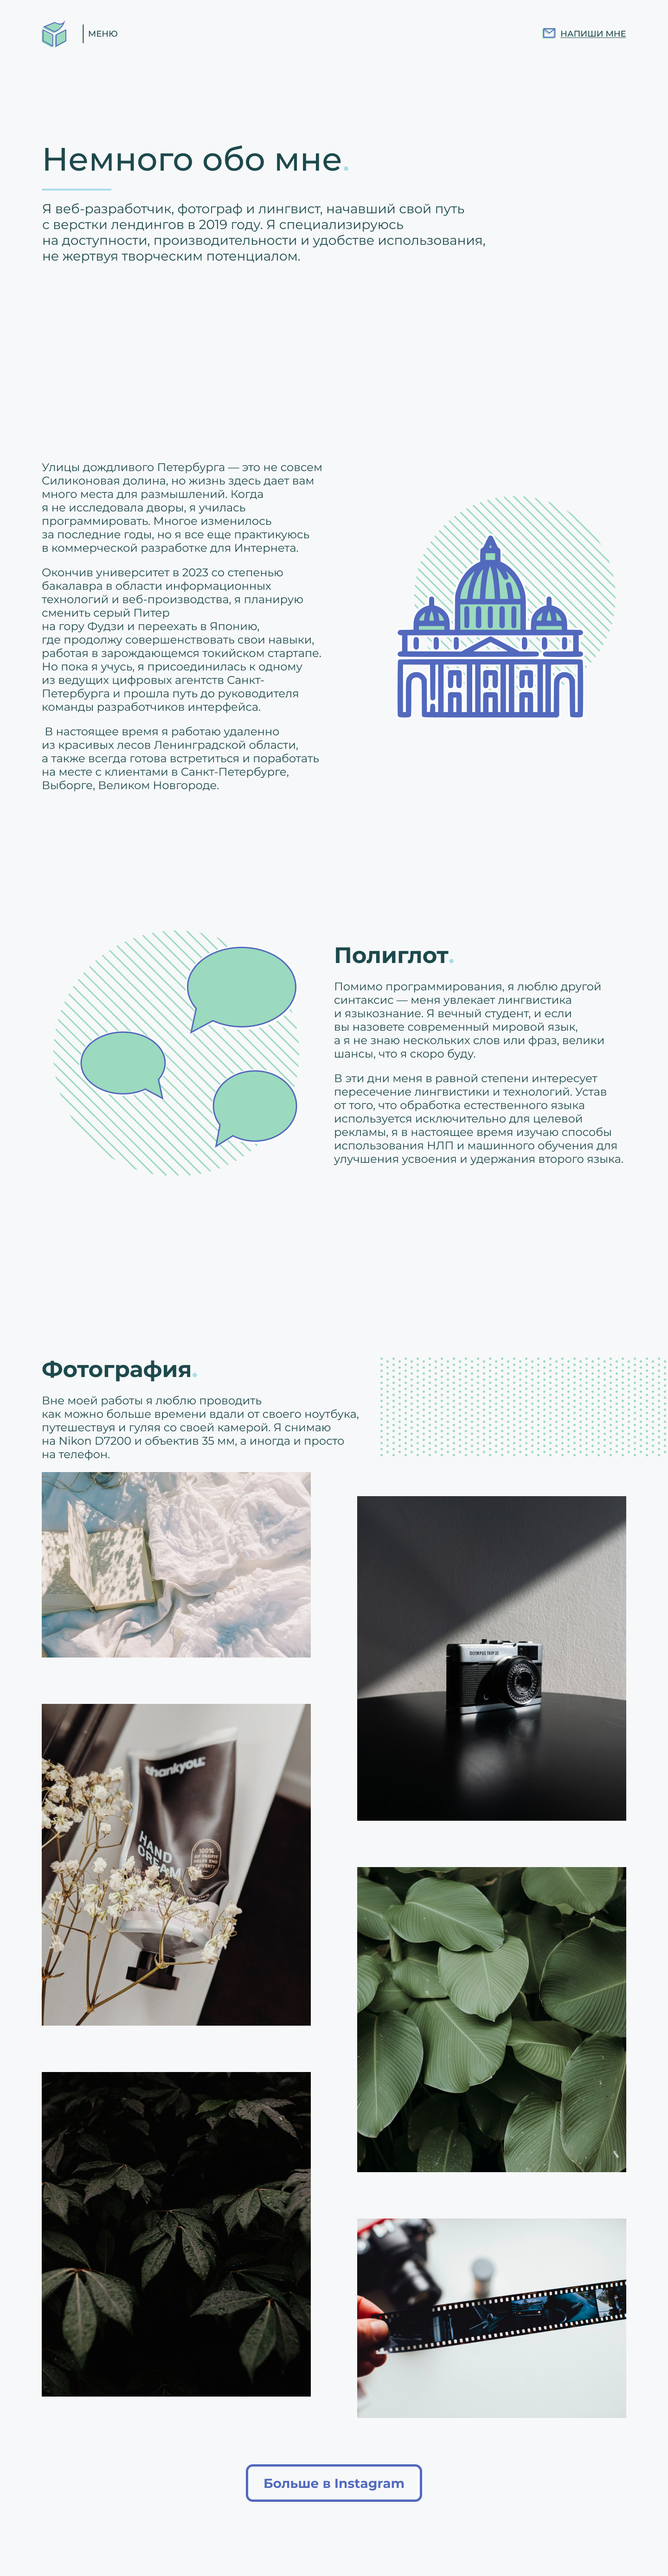 МЕНЮ
НАПИШИ МНЕ
Немного обо мне.
Я веб-разработчик, фотограф и лингвист, начавший свой путь
с верстки лендингов в 2019 году. Я специализируюсь
на доступности, производительности и удобстве использования,
не жертвуя творческим потенциалом.
Улицы дождливого Петербурга — это не совсем
Силиконовая долина, но жизнь здесь дает вам
много места для размышлений. Когда
я не исследовала дворы, я училась
программировать. Многое изменилось
за последние годы, но я все еще практикуюсь
в коммерческой разработке для Интернета.
Окончив университет в 2023 со степенью
бакалавра в области информационных
технологий и веб-производства, я планирую
сменить серый Питер
на гору Фудзи и переехать в Японию,
где продолжу совершенствовать свои навыки,
работая в зарождающемся токийском стартапе.
Но пока я учусь, я присоединилась к одному
из ведущих цифровых агентств Санкт-
Петербурга и прошла путь до руководителя
команды разработчиков интерфейса.
В настоящее время я работаю удаленно
из красивых лесов Ленинградской области,
а также всегда готова встретиться и поработать
на месте с клиентами в Санкт-Петербурге,
Выборге, Великом Новгороде.
Полиглот.
Помимо программирования, я люблю другой
синтаксис — меня увлекает лингвистика
и языкознание. Я вечный студент, и если
вы назовете современный мировой язык,
а я не знаю нескольких слов или фраз, велики
шансы, что я скоро буду.
В эти дни меня в равной степени интересует
пересечение лингвистики и технологий. Устав
от того, что обработка естественного языка
используется исключительно для целевой
рекламы, я в настоящее время изучаю способы
использования НЛП и машинного обучения для
улучшения усвоения и удержания второго языка.
Фотография.
Вне моей работы я люблю проводить
как можно больше времени вдали от своего ноутбука,
путешествуя и гуляя со своей камерой. Я снимаю
на Nikon D7200 и объектив 35 мм, а иногда и просто
на телефон.
OLYMPUS TRIP 35
thankyou
HAND
CREAM
100%
OF PROFIT
HELPS END
POVERTY
Больше в Instagram